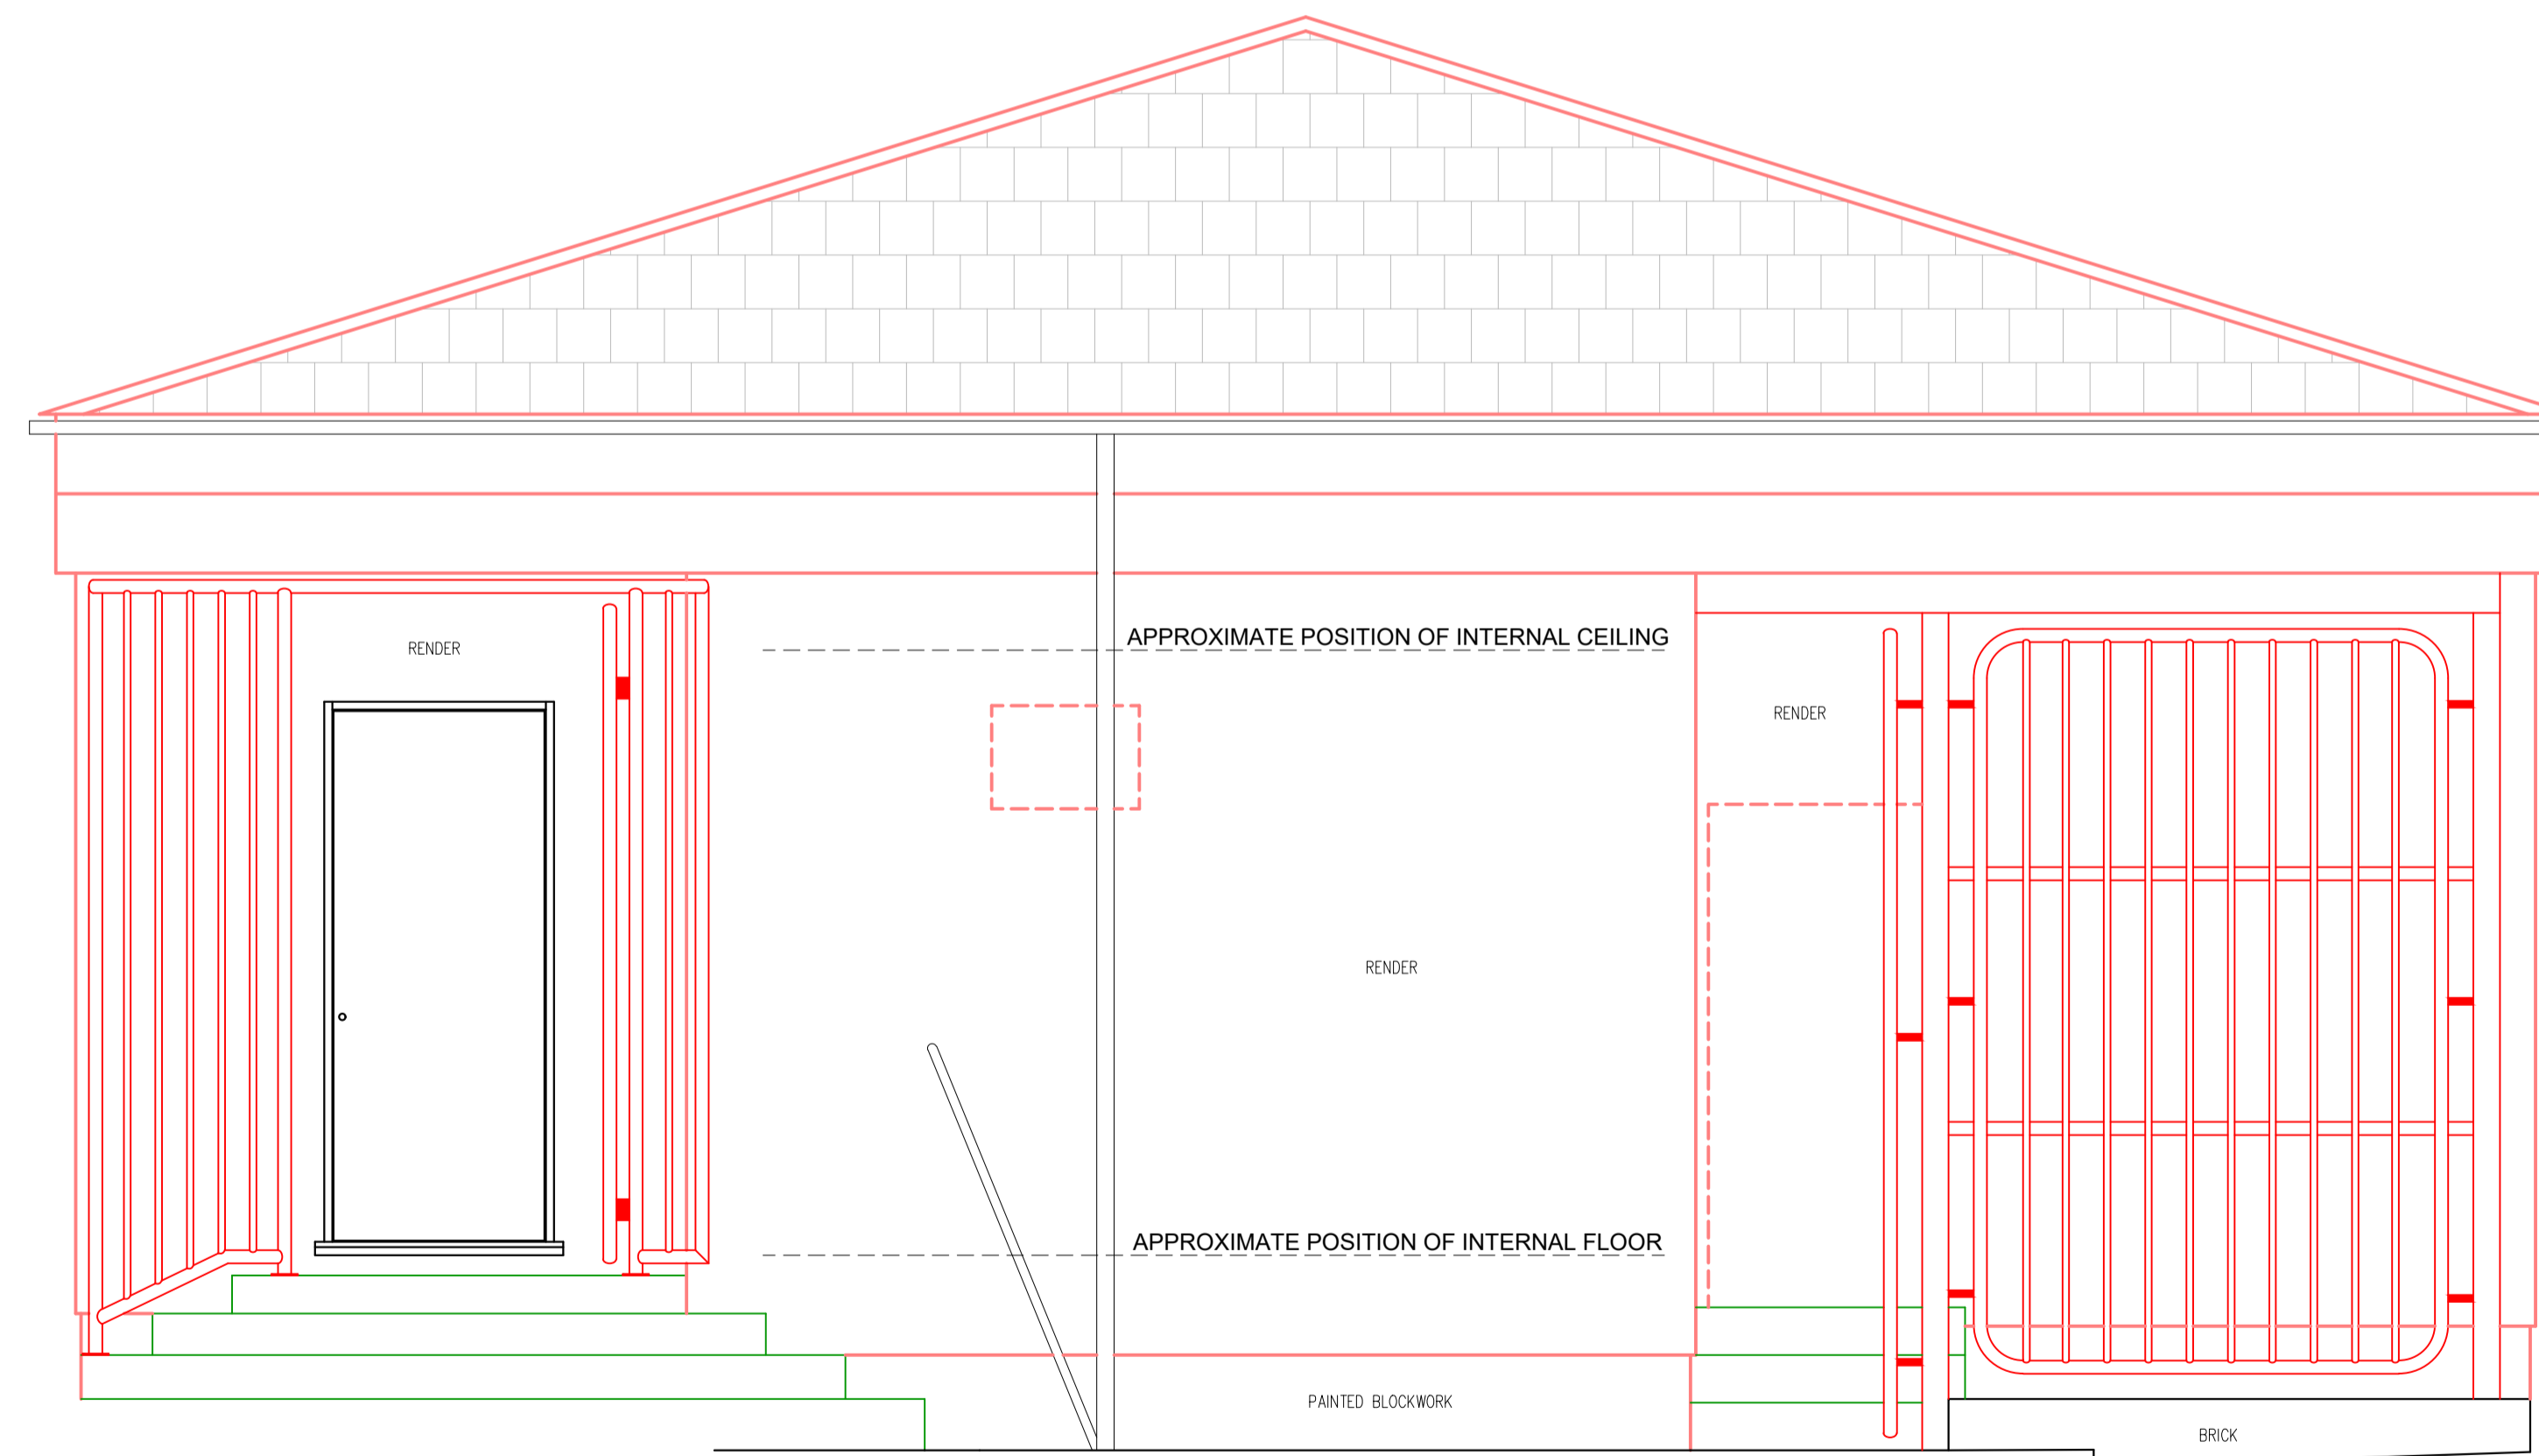 APPROXIMATE POSITION OF INTERNAL CEILING
RENDER
RENDER
RENDER
APPROXIMATE POSITION OF INTERNAL FLOOR
PAINTED BLOCKWORK
BRICK